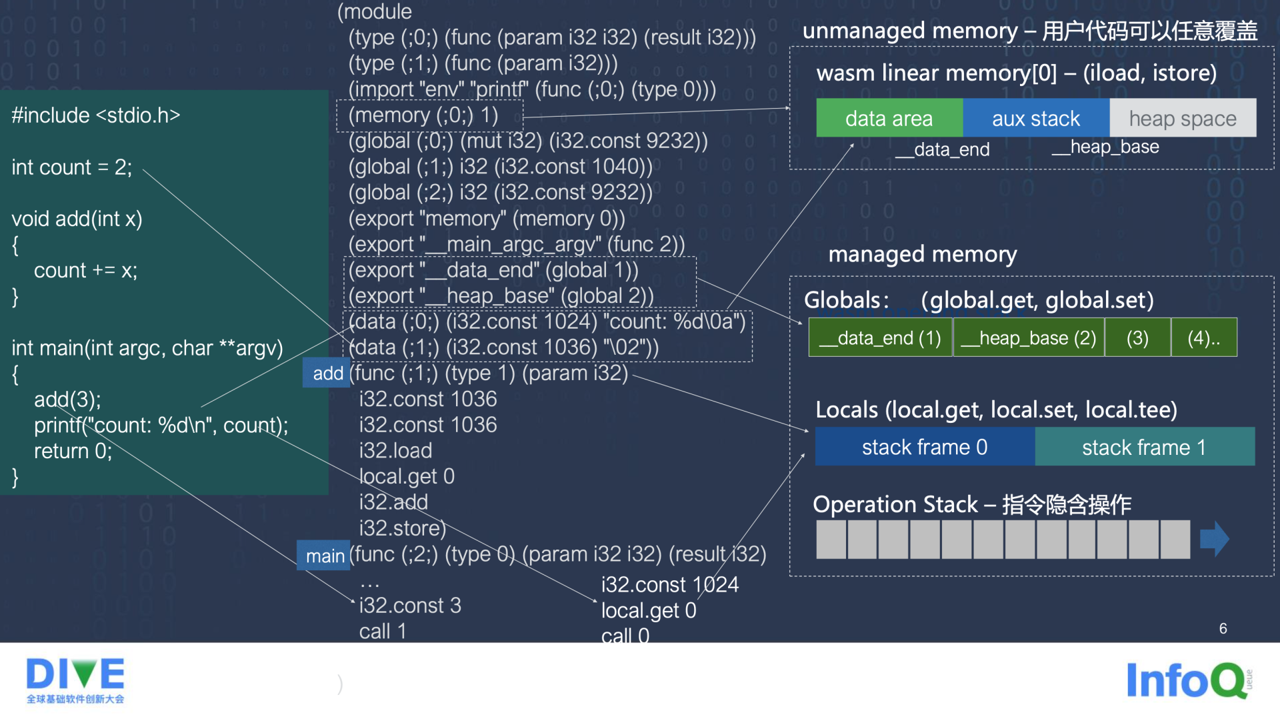 #include <stdio.h>
int count = 2;
void add(int x)
{
count += x;
}
int main(int argc, char **argv)
{
add(3);
printf("count: %d\n", count);
return 0;
}
(module
(type (;0;) (func (param i32 i32) (result i32)))
(type (;1;) (func (param i32)))
(import "env" "printf" (func (;0;) (type 0)))
(memory (;0;) 1)
(global (;0;) (mut i32) (i32.const 9232))
(global (;1;) i32 (i32.const 1040))
(global (;2;) i32 (i32.const 9232))
(export "memory" (memory 0))
(export "__main_argc_argv" (func 2))
(export "__data_end" (global 1))
(export "__heap_base" (global 2))
(data (;0;) (i32.const 1024) "count: %d\0a")
(data (;1;) (i32.const 1036) "\02"))
add
(func (;1;) (type 1) (param i32)
i32.const 1036
i32.const 1036
i32.load
local.get 0
i32.add
i32.store)
main
(func (;2;) (type 0) (param i32 i32) (result i32)
...
i32.const 3
call 1
i32.const 1024
local.get 0
call 0
)
unmanaged memory – 用户代码可以任意覆盖
wasm linear memory[0] – (iload, istore)
data area
aux stack
heap space
__data_end
__heap_base
managed memory
Globals： （global.get, global.set）
__data_end (1)
__heap_base (2)
(3)
(4)..
Locals (local.get, local.set, local.tee)
stack frame 0
stack frame 1
Operation Stack – 指令隐含操作
6
DIVE
全球基础软件创新大会
InfoQ
ueue